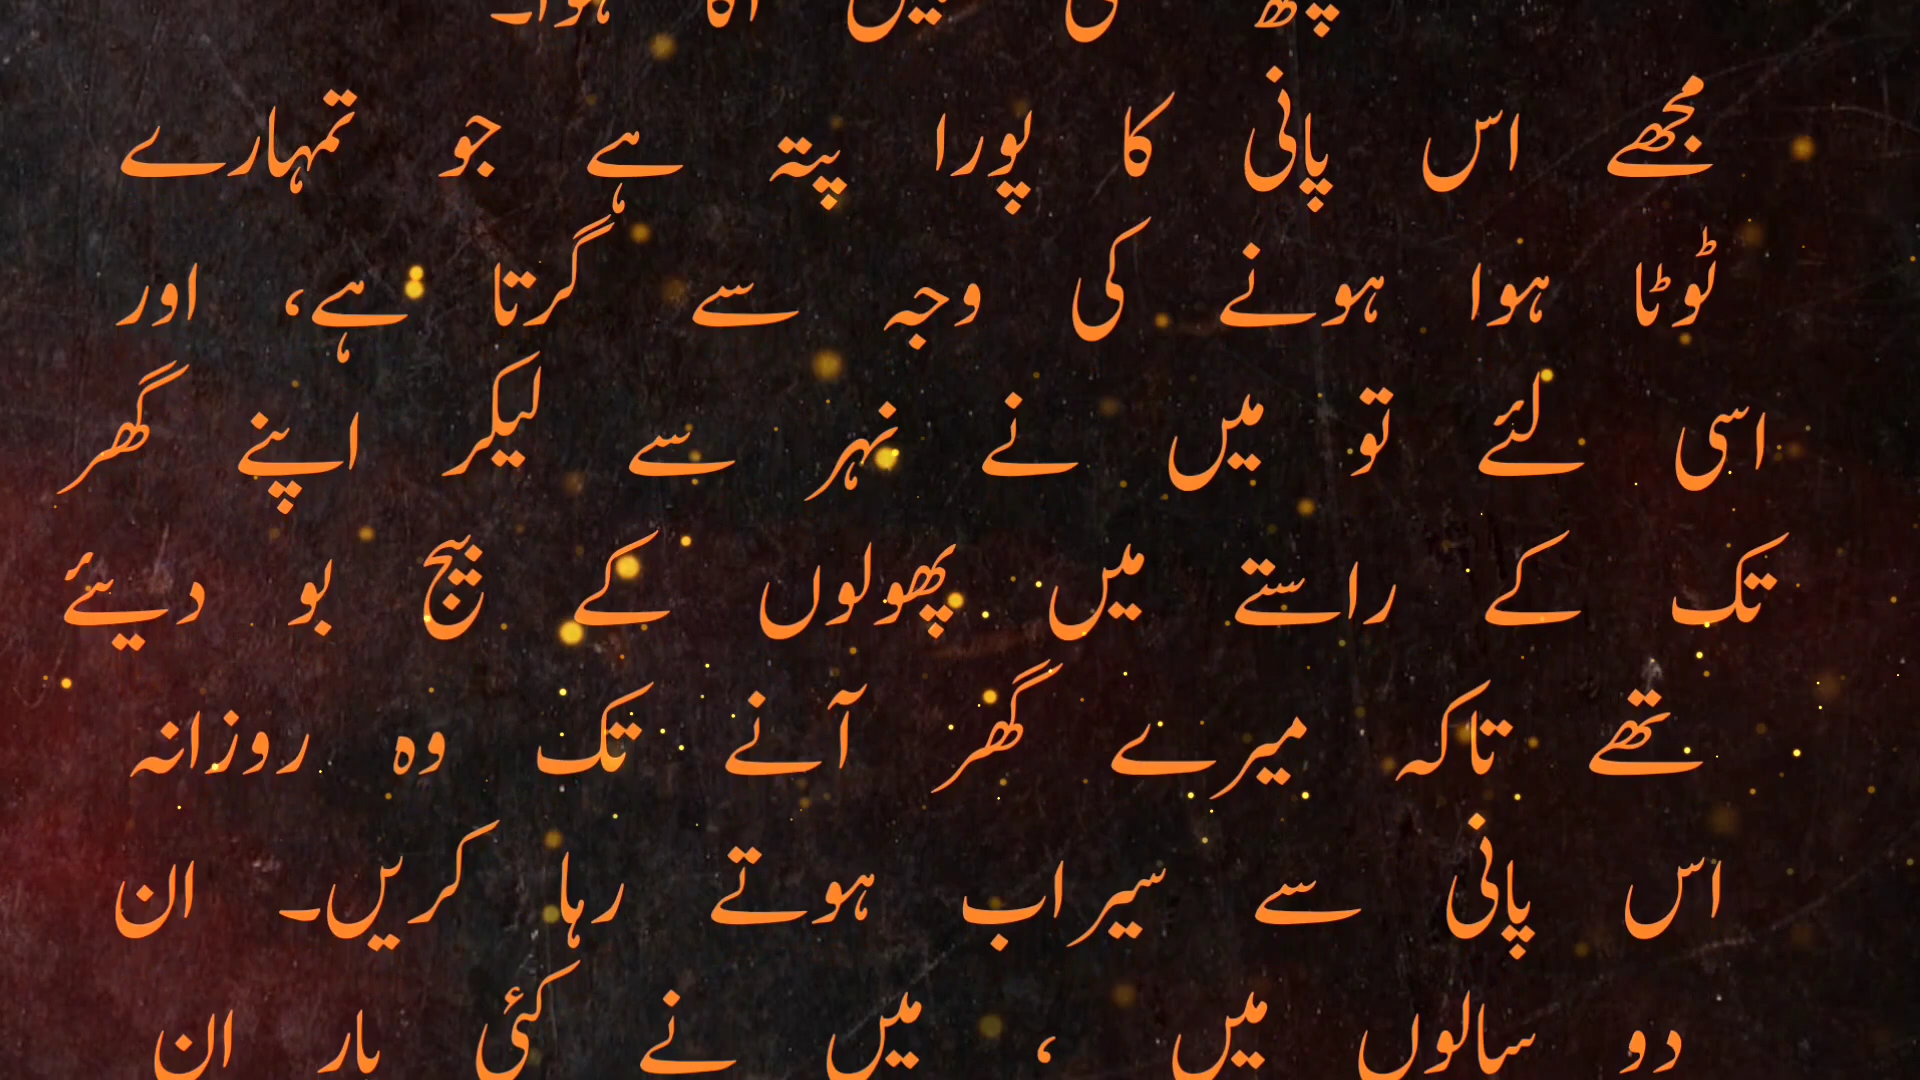 مجھے اس پانی کا پورا پتہ ہے جو تمہارے
ٹوٹا ہوا ہونے کی وجہ سے گرتا ہے، اور
اسی لئے تو میں نے نہر سے لیکر اپنے گھر
تک کے راستے میں پھولوں کے بیج بو دیئے
تھے تاکہ میرے گھر آنے تک وہ روزانہ
اس پانی سے سیراب ہوتے رہا کریں۔ ان
دو سالوں میں ، میں نے کئی بار ان